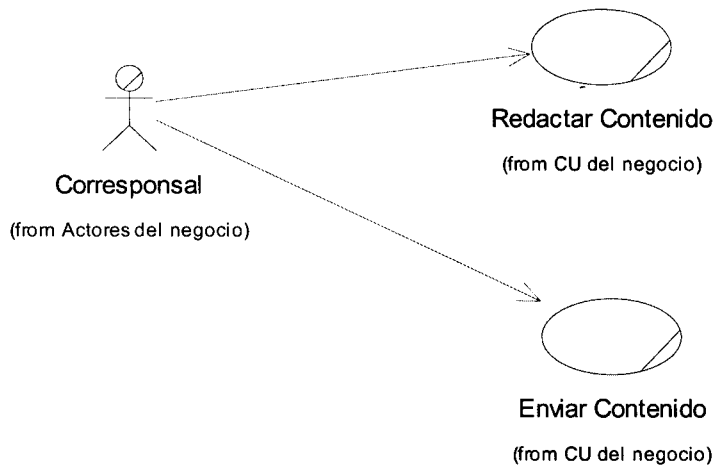 Redactar Contenido
(from CU del negocio)
Corresponsal
(from Actores del negocio)
Enviar Contenido
(from CU del negocio)